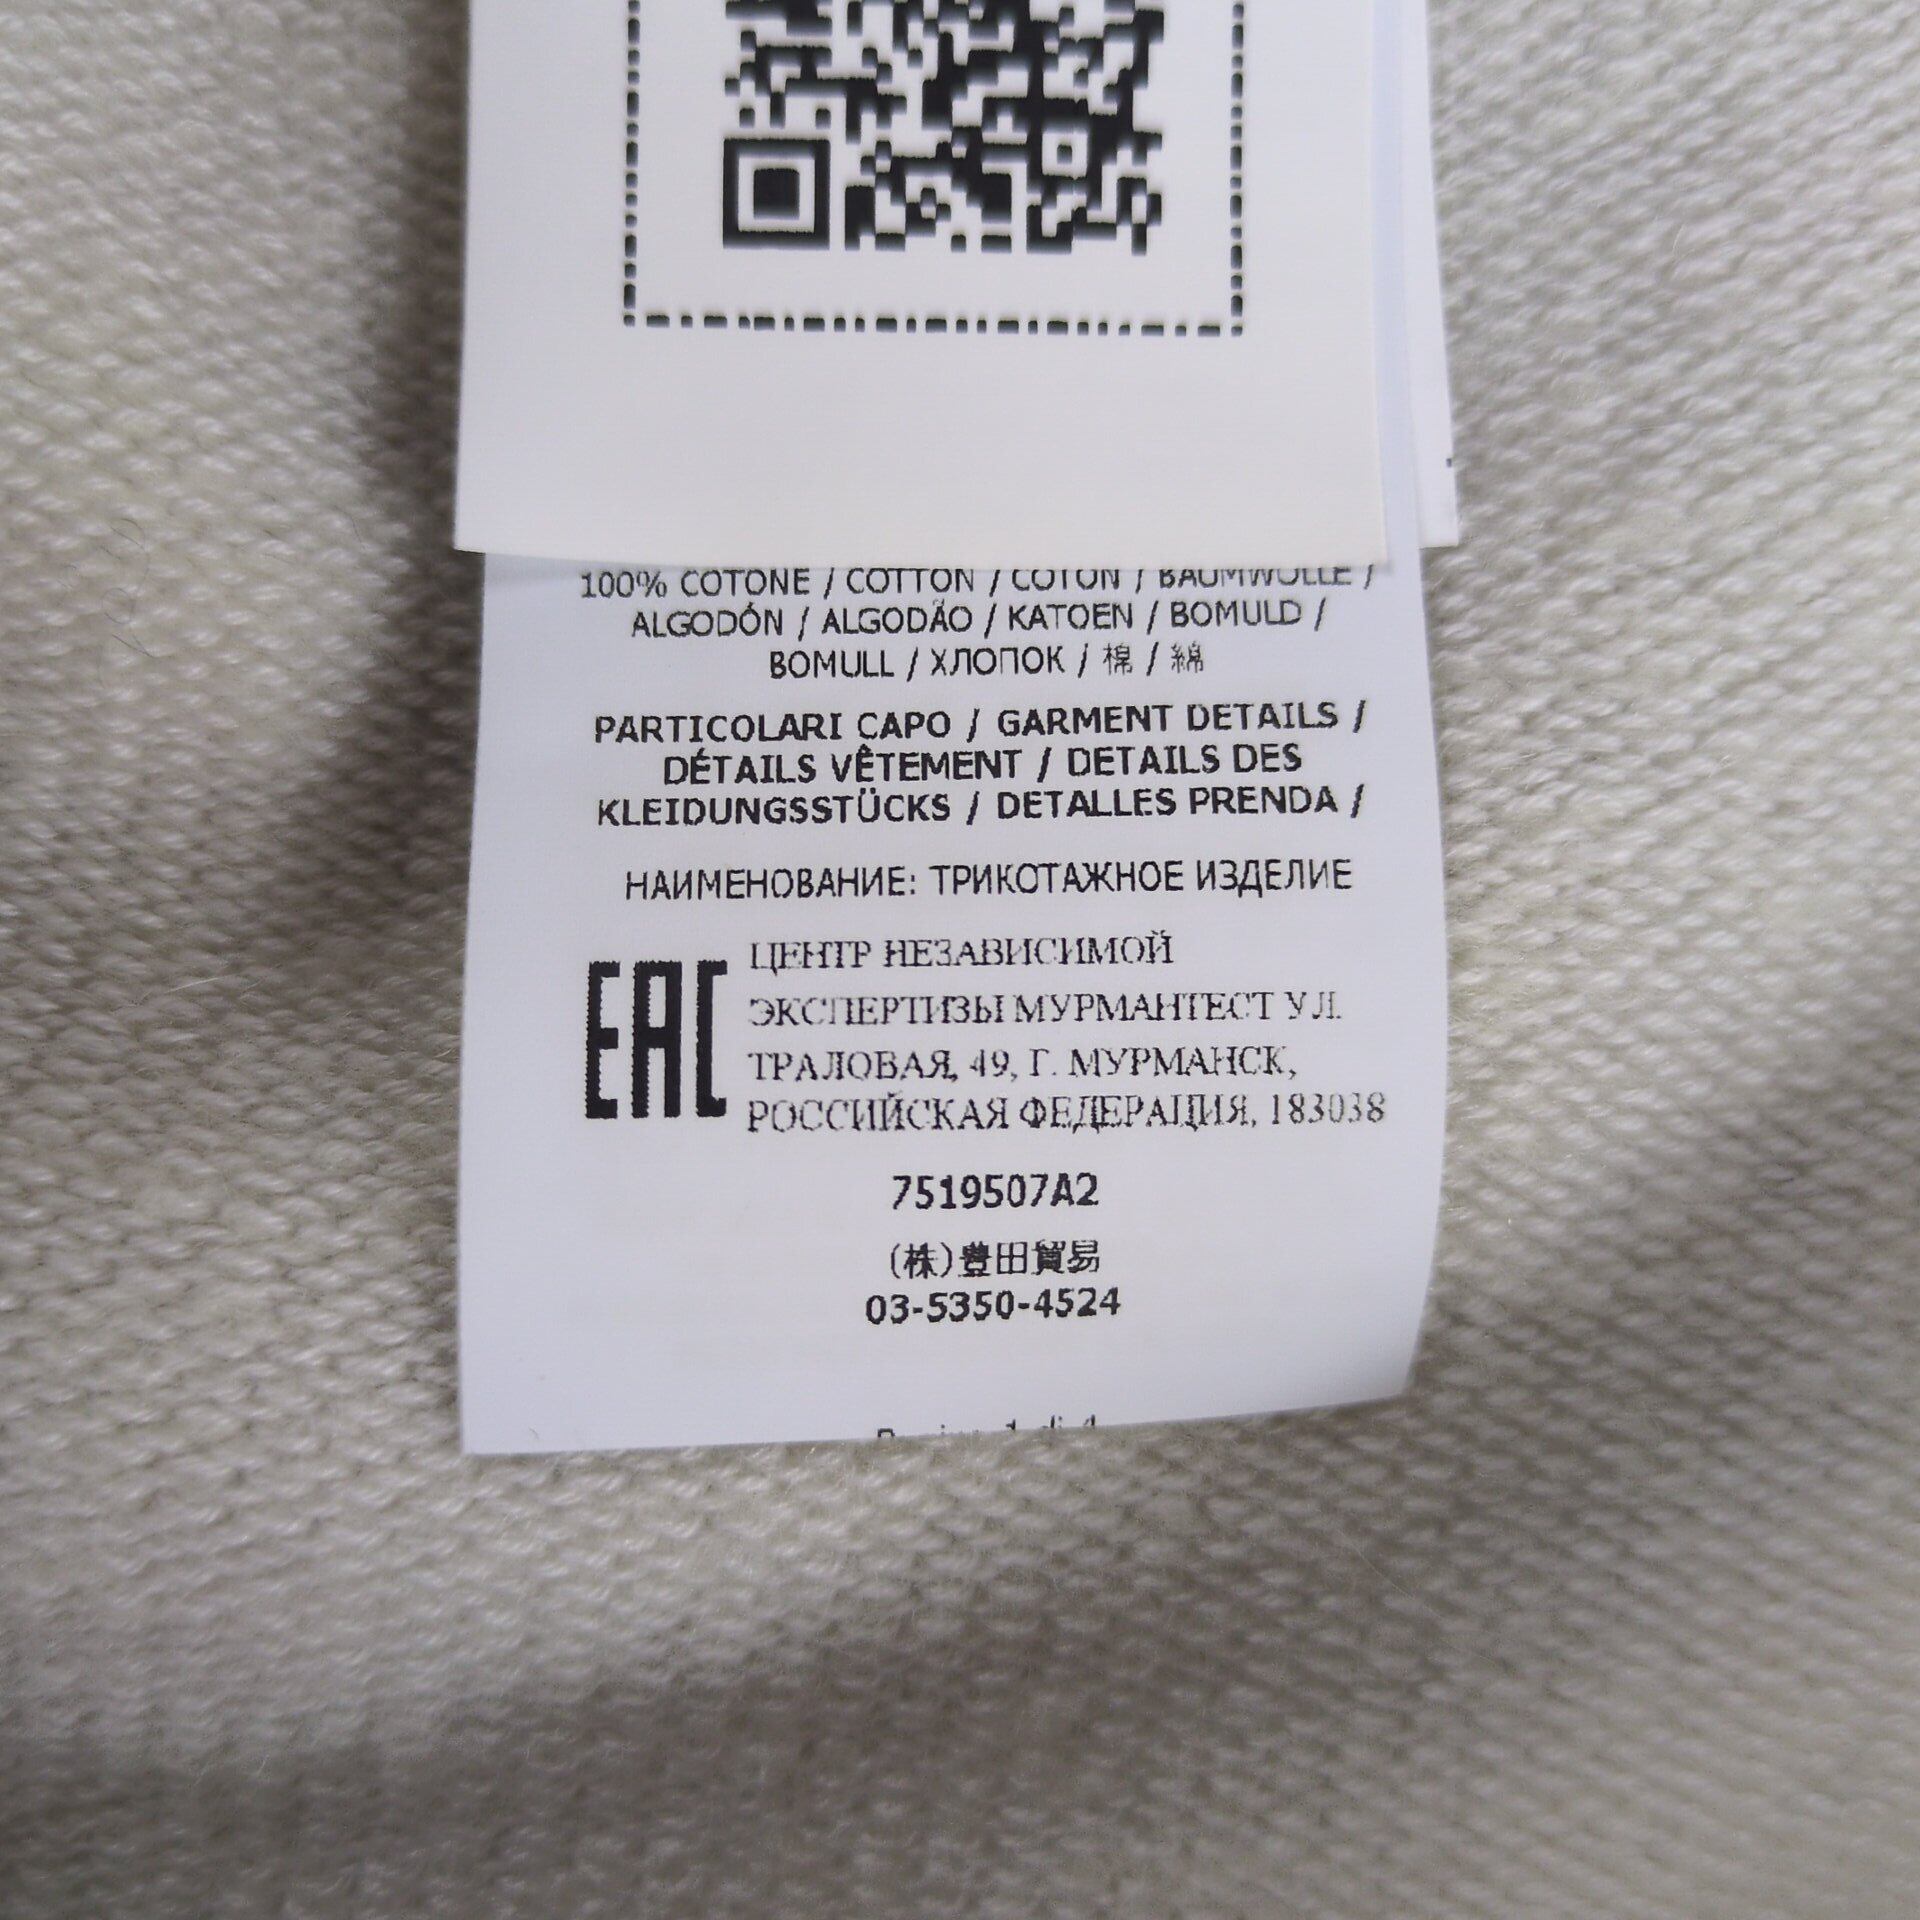 100% COTONE / COTTON / COTON / BAUMWOLLE /
ALGODÓN / ALGODÃO / KATOEN / BOMULD /
BOMULL / ХЛОПОК / 棉 / 綿
PARTICOLARI CAPO / GARMENT DETAILS /
DÉTAILS VÊTEMENT / DETAILS DES
KLEIDUNGSSTÜCKS / DETALLES PRENDA /
НАИМЕНОВАНИЕ: ТРИКОТАЖНОЕ ИЗДЕЛИЕ
EAC
ЦЕНТР НЕЗАВИСИМОЙ
ЭКСПЕРТИЗЫ МУРМАНТЕСТ УЛ.
ТРАЛОВАЯ, 49, Г. МУРМАНСК,
РОССИЙСКАЯ ФЕДЕРАЦИЯ, 183038
7519507A2
(株)豊田貿易
03-5350-4524